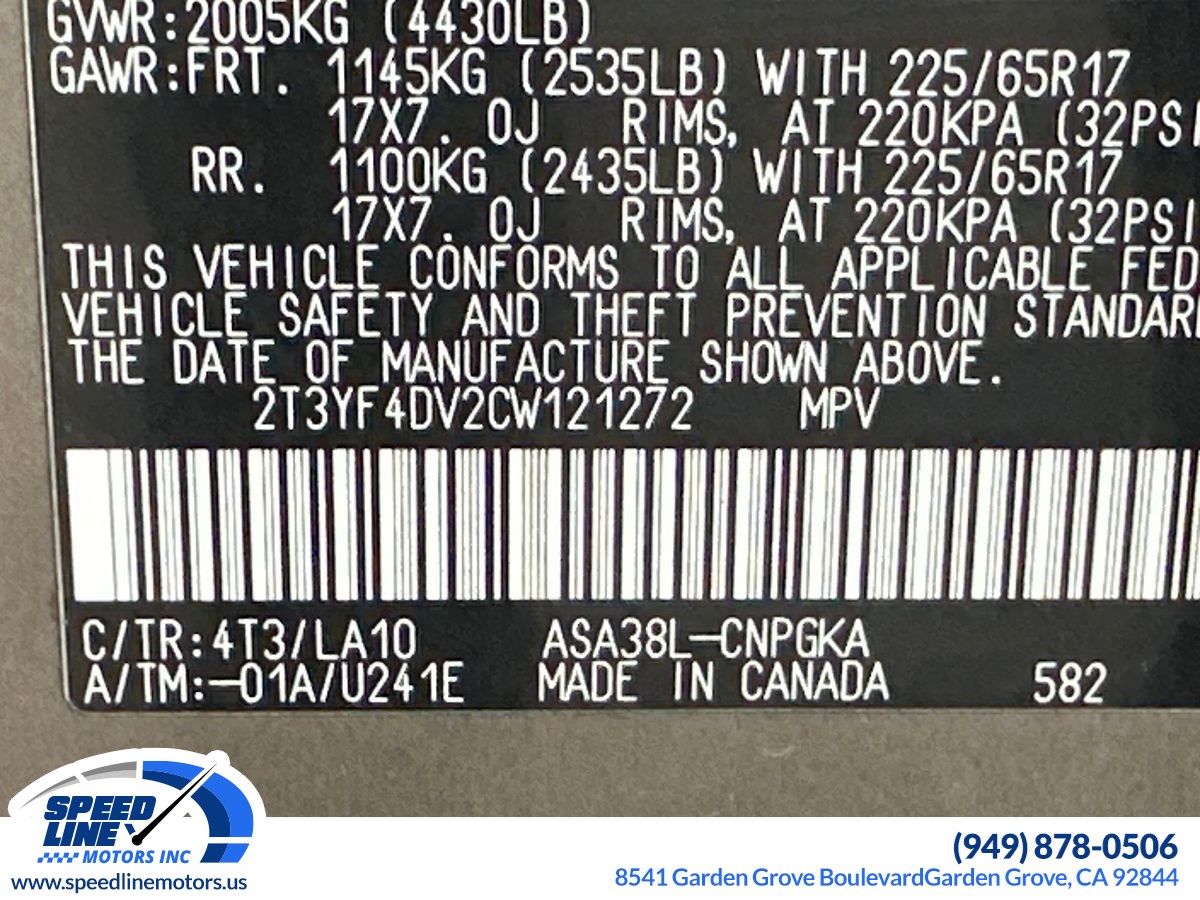 GVWR:2005KG (4430LB)
GAWR:FRT. 1145KG (2535LB) WITH 225/65R17
17X7. 0J RIMS, AT 220KPA (32PSI
RR. 1100KG (2435LB) WITH 225/65R17
17X7. 0J RIMS, AT 220KPA (32PSI
THIS VEHICLE CONFORMS TO ALL APPLICABLE FED
VEHICLE SAFETY AND THEFT PREVENTION STANDAR
THE DATE OF MANUFACTURE SHOWN ABOVE.
2T3YF4DV2CW121272 MPV
C/TR:4T3/LA10 ASA38L-CNPGKA
A/TM:-01A/U241E MADE IN CANADA 582
SPEED
LINE
MOTORS INC
www.speedlinemotors.us
(949) 878-0506
8541 Garden Grove BoulevardGarden Grove, CA 92844